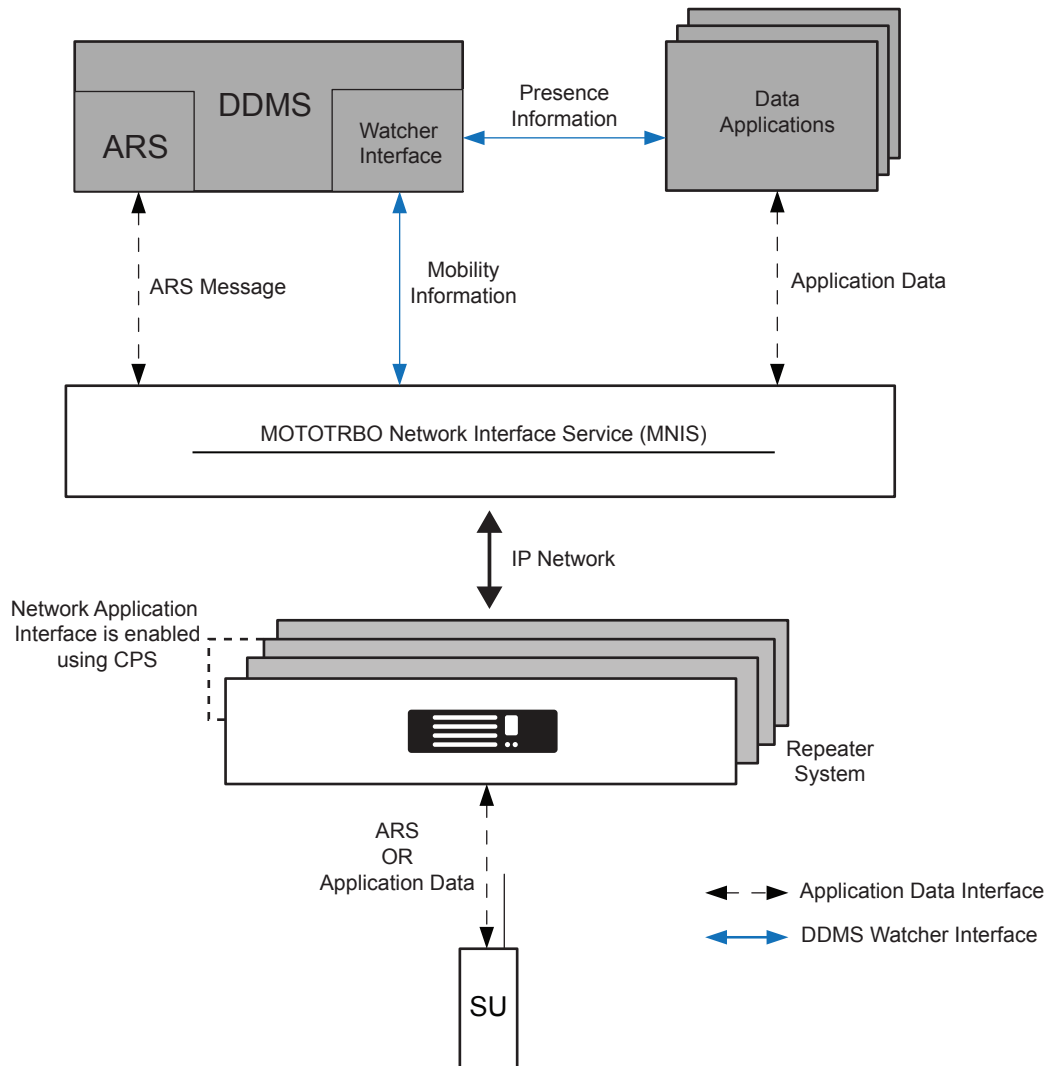 DDMS
ARS
Watcher
Interface
Presence
Information
Data
Applications
ARS Message
Mobility
Information
Application Data
MOTOTRBO Network Interface Service (MNIS)
IP Network
Network Application
Interface is enabled
using CPS
Repeater
System
ARS
OR
Application Data
SU
Application Data Interface
DDMS Watcher Interface